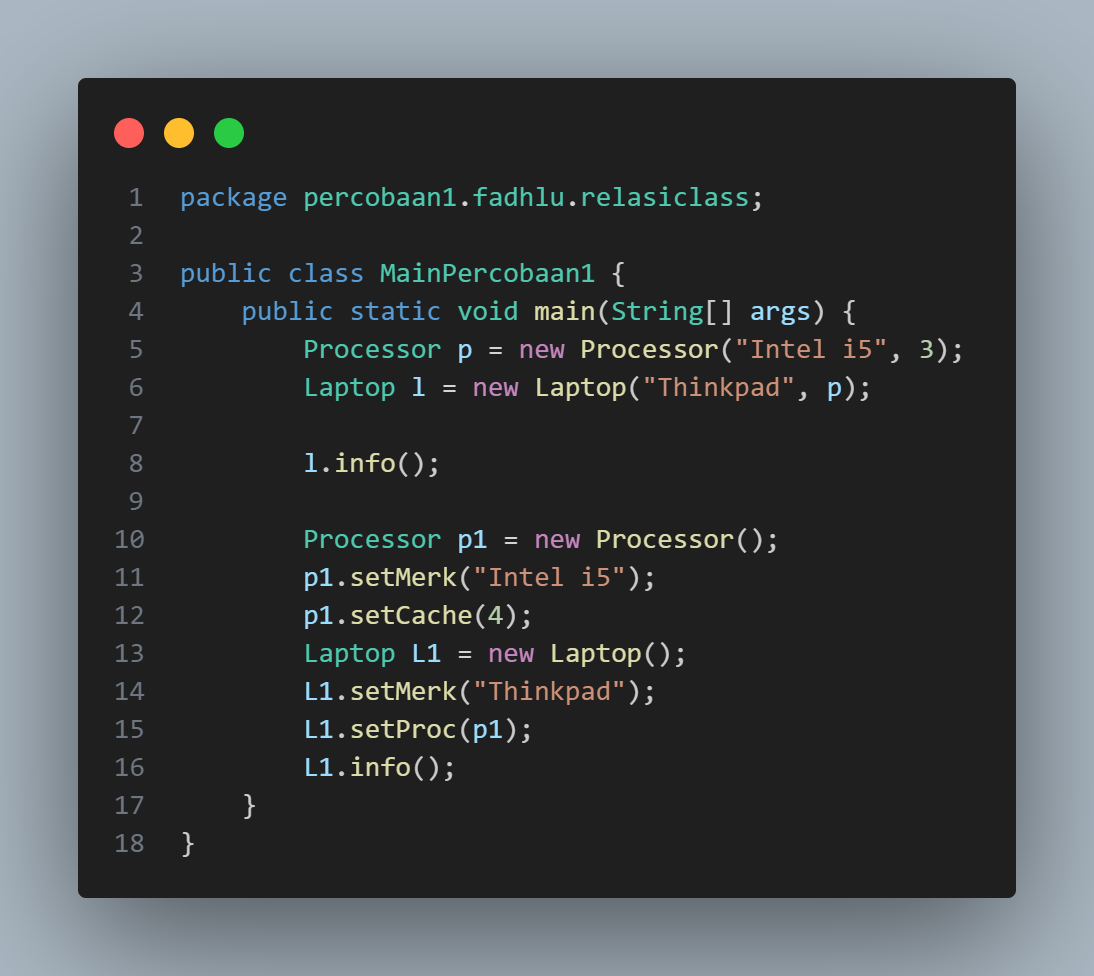 1 package percobaan1.fadhlu.relasiclass;
2
3 public class MainPercobaan1 {
4     public static void main(String[] args) {
5         Processor p = new Processor("Intel i5", 3);
6         Laptop l = new Laptop("Thinkpad", p);
7
8         l.info();
9
10         Processor p1 = new Processor();
11         p1.setMerk("Intel i5");
12         p1.setCache(4);
13         Laptop L1 = new Laptop();
14         L1.setMerk("Thinkpad");
15         L1.setProc(p1);
16         L1.info();
17     }
18 }